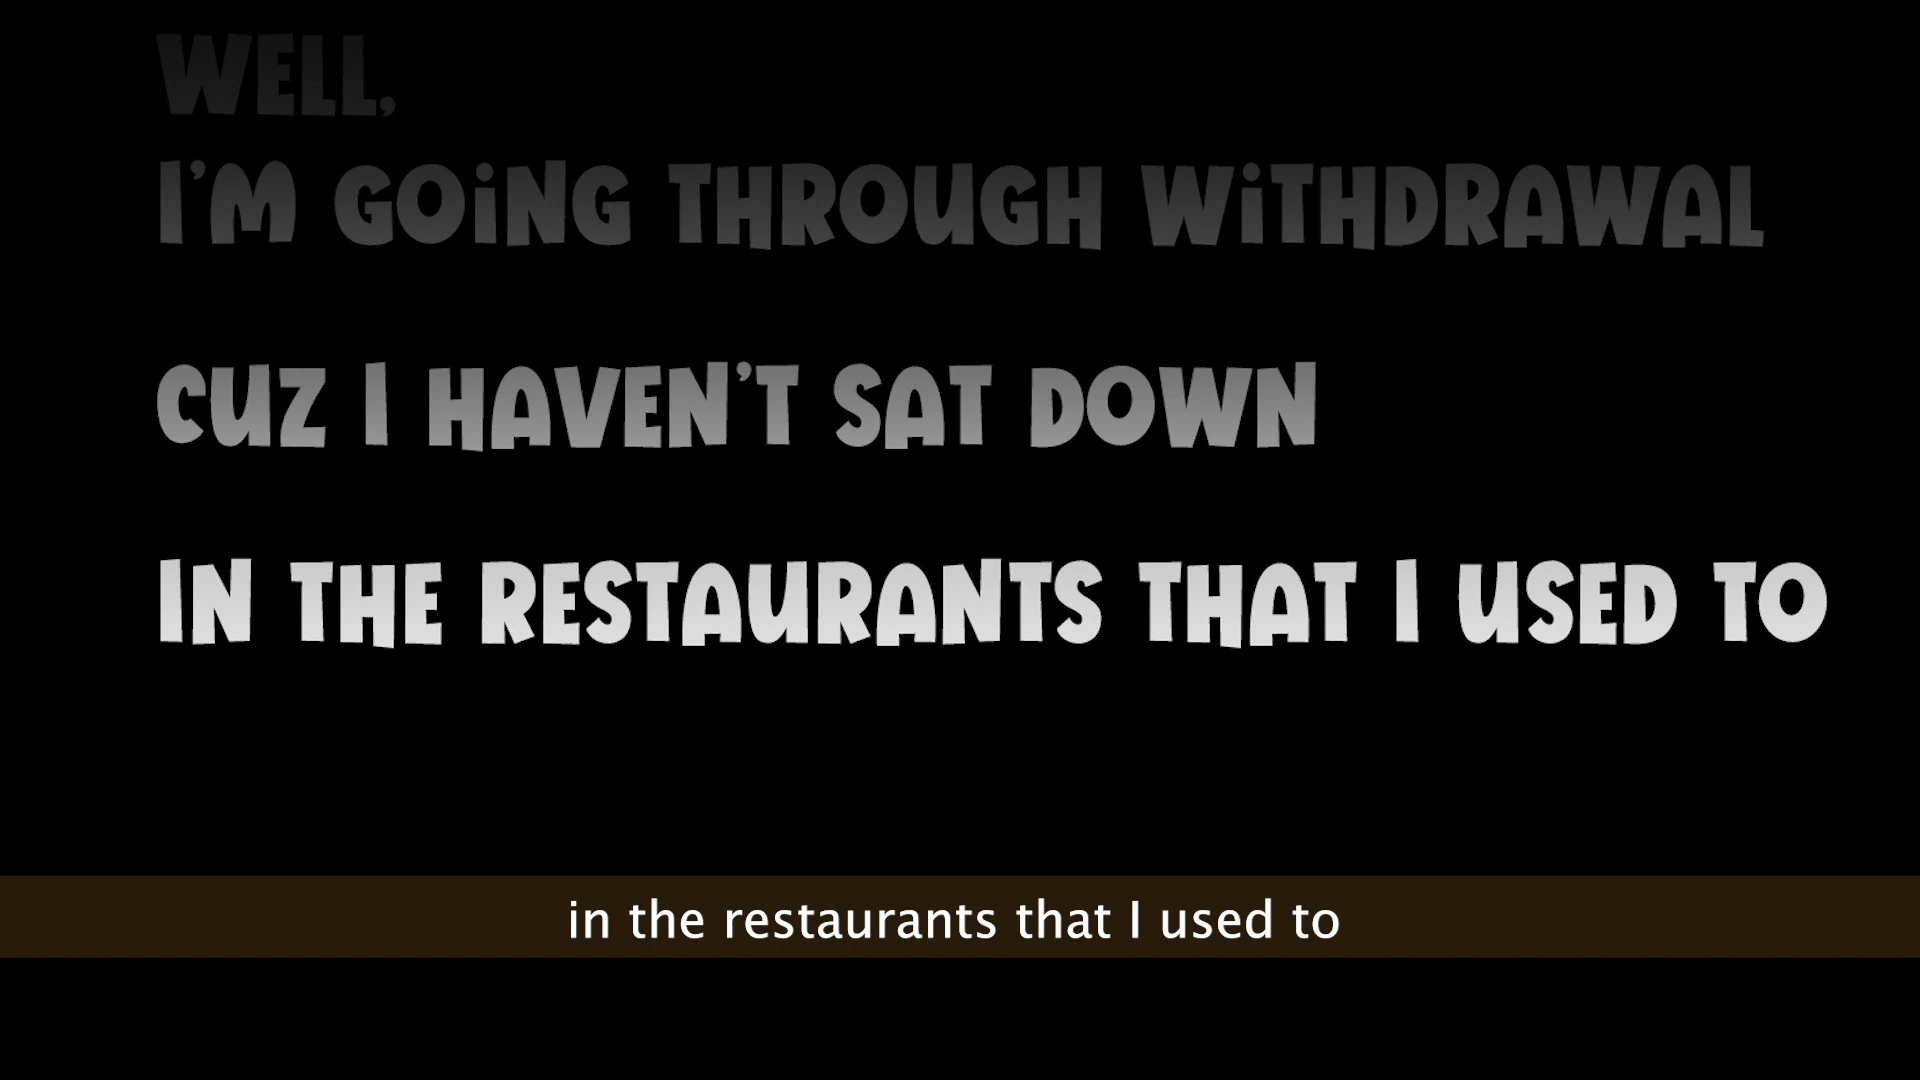 WELL,
I'M GOiNG THROUGH WiTHDRAWAL
CUZ I HAVEN'T SAT DOWN
IN THE RESTAURANTS THAT I USED TO
in the restaurants that I used to